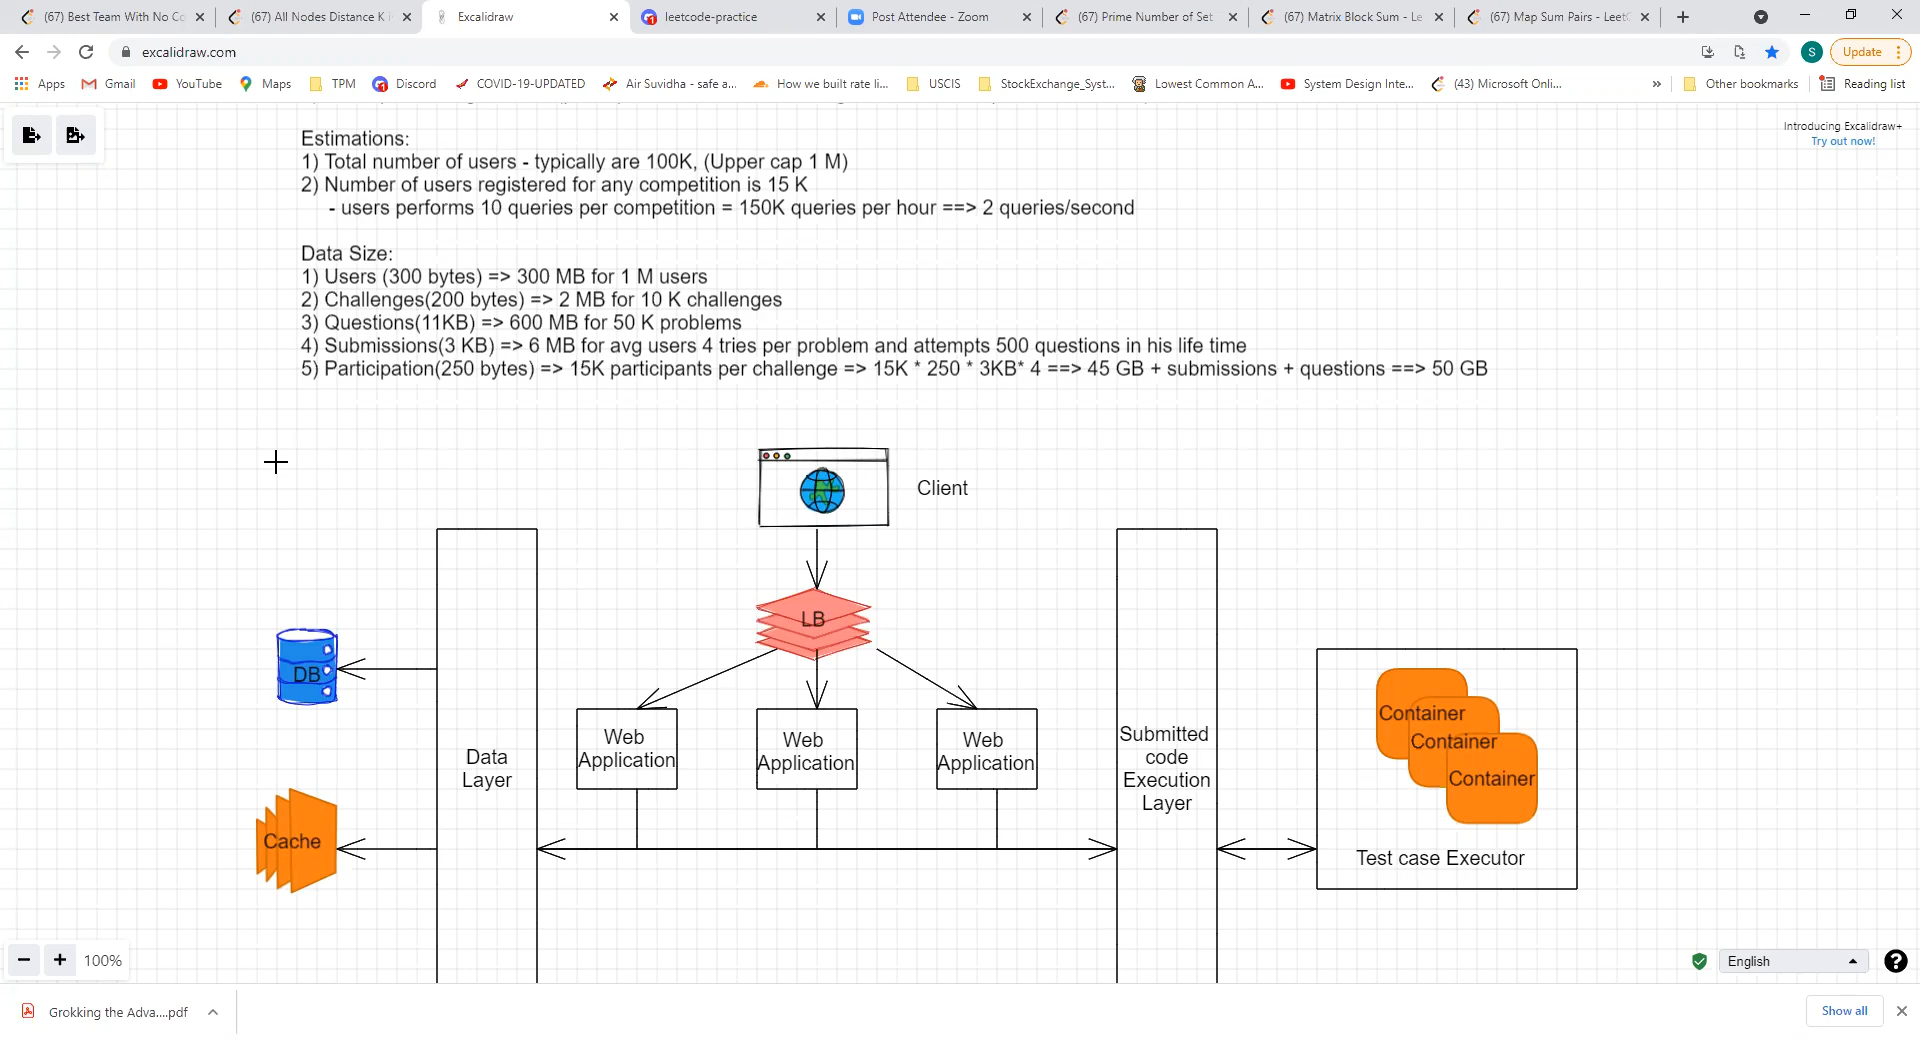 (67) Best Team With No Co
(67) All Nodes Distance K i
Excalidraw
leetcode-practice
Post Attendee - Zoom
(67) Prime Number of Set
(67) Matrix Block Sum - Le
(67) Map Sum Pairs - LeetC
excalidraw.com
S
Update
Apps
Gmail
YouTube
Maps
TPM
Discord
COVID-19-UPDATED
Air Suvidha - safe a...
How we built rate li...
USCIS
StockExchange_Syst...
Lowest Common A...
System Design Inte...
(43) Microsoft Onli...
»
Other bookmarks
Reading list
Introducing Excalidraw+
Try out now!
Estimations:
1) Total number of users - typically are 100K, (Upper cap 1 M)
2) Number of users registered for any competition is 15 K
- users performs 10 queries per competition = 150K queries per hour ==> 2 queries/second
Data Size:
1) Users (300 bytes) => 300 MB for 1 M users
2) Challenges(200 bytes) => 2 MB for 10 K challenges
3) Questions(11KB) => 600 MB for 50 K problems
4) Submissions(3 KB) => 6 MB for avg users 4 tries per problem and attempts 500 questions in his life time
5) Participation(250 bytes) => 15K participants per challenge => 15K * 250 * 3KB* 4 ==> 45 GB + submissions + questions ==> 50 GB
Client
LB
DB
Cache
Data
Layer
Web
Application
Web
Application
Web
Application
Submitted
code
Execution
Layer
Container
Container
Container
Test case Executor
100%
English
Grokking the Adva....pdf
Show all